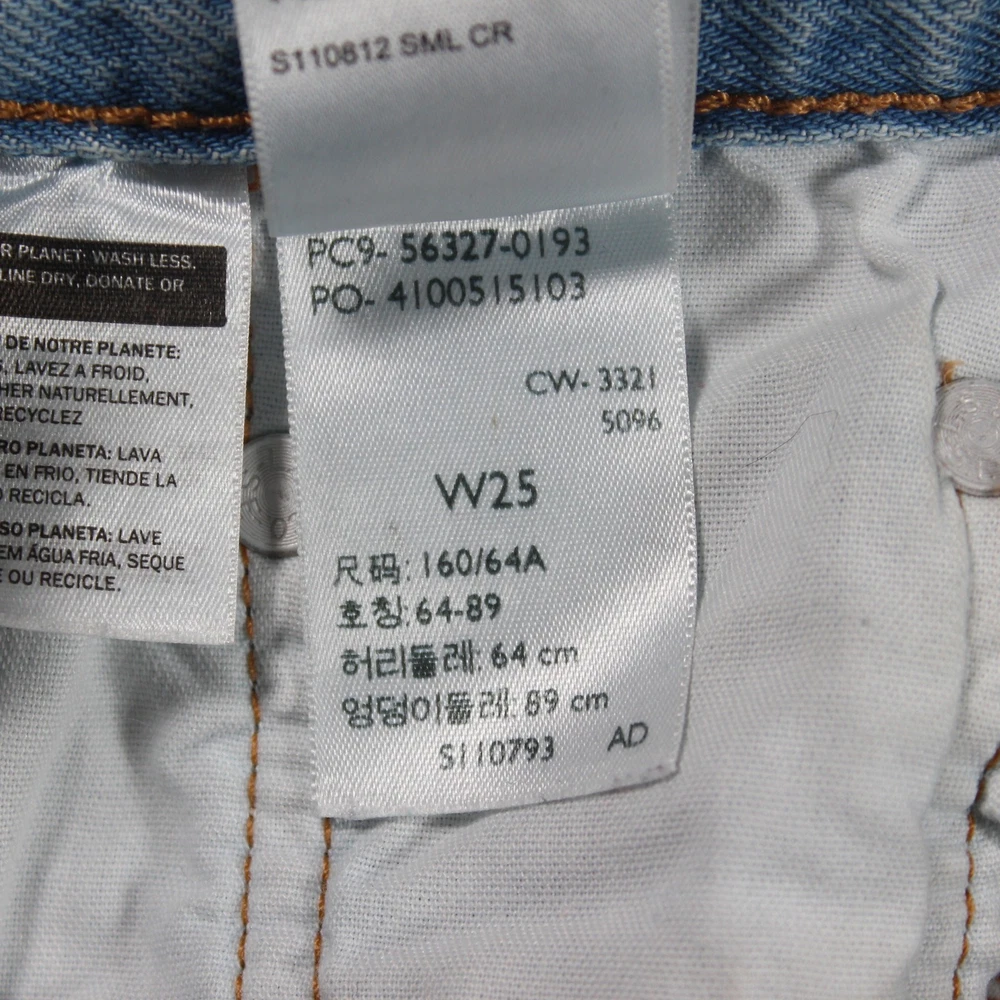 S110812 SML CR
PC9- 56327-0193
PO- 4100515103
CW- 3321
5096
W25
尺码: 160/64A
호칭: 64-89
허리둘레: 64 cm
엉덩이둘레: 89 cm
S110793 AD
R PLANET: WASH LESS,
LINE DRY, DONATE OR
DE NOTRE PLANETE:
LAVEZ A FROID,
HER NATURELLEMENT,
RECYCLEZ
RO PLANETA: LAVA
EN FRIO, TIENDE LA
O RECICLA.
SO PLANETA: LAVE
EM ÁGUA FRIA, SEQUE
E OU RECICLE.